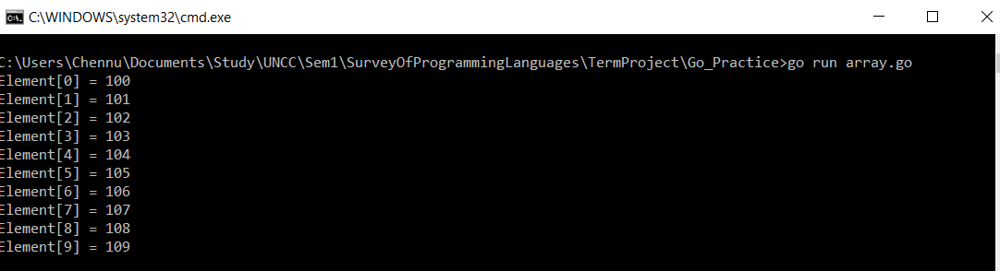 C:\WINDOWS\system32\cmd.exe
C:\Users\Chennu\Documents\Study\UNCC\Sem1\SurveyOfProgrammingLanguages\TermProject\Go_Practice>go run array.go
Element[0] = 100
Element[1] = 101
Element[2] = 102
Element[3] = 103
Element[4] = 104
Element[5] = 105
Element[6] = 106
Element[7] = 107
Element[8] = 108
Element[9] = 109